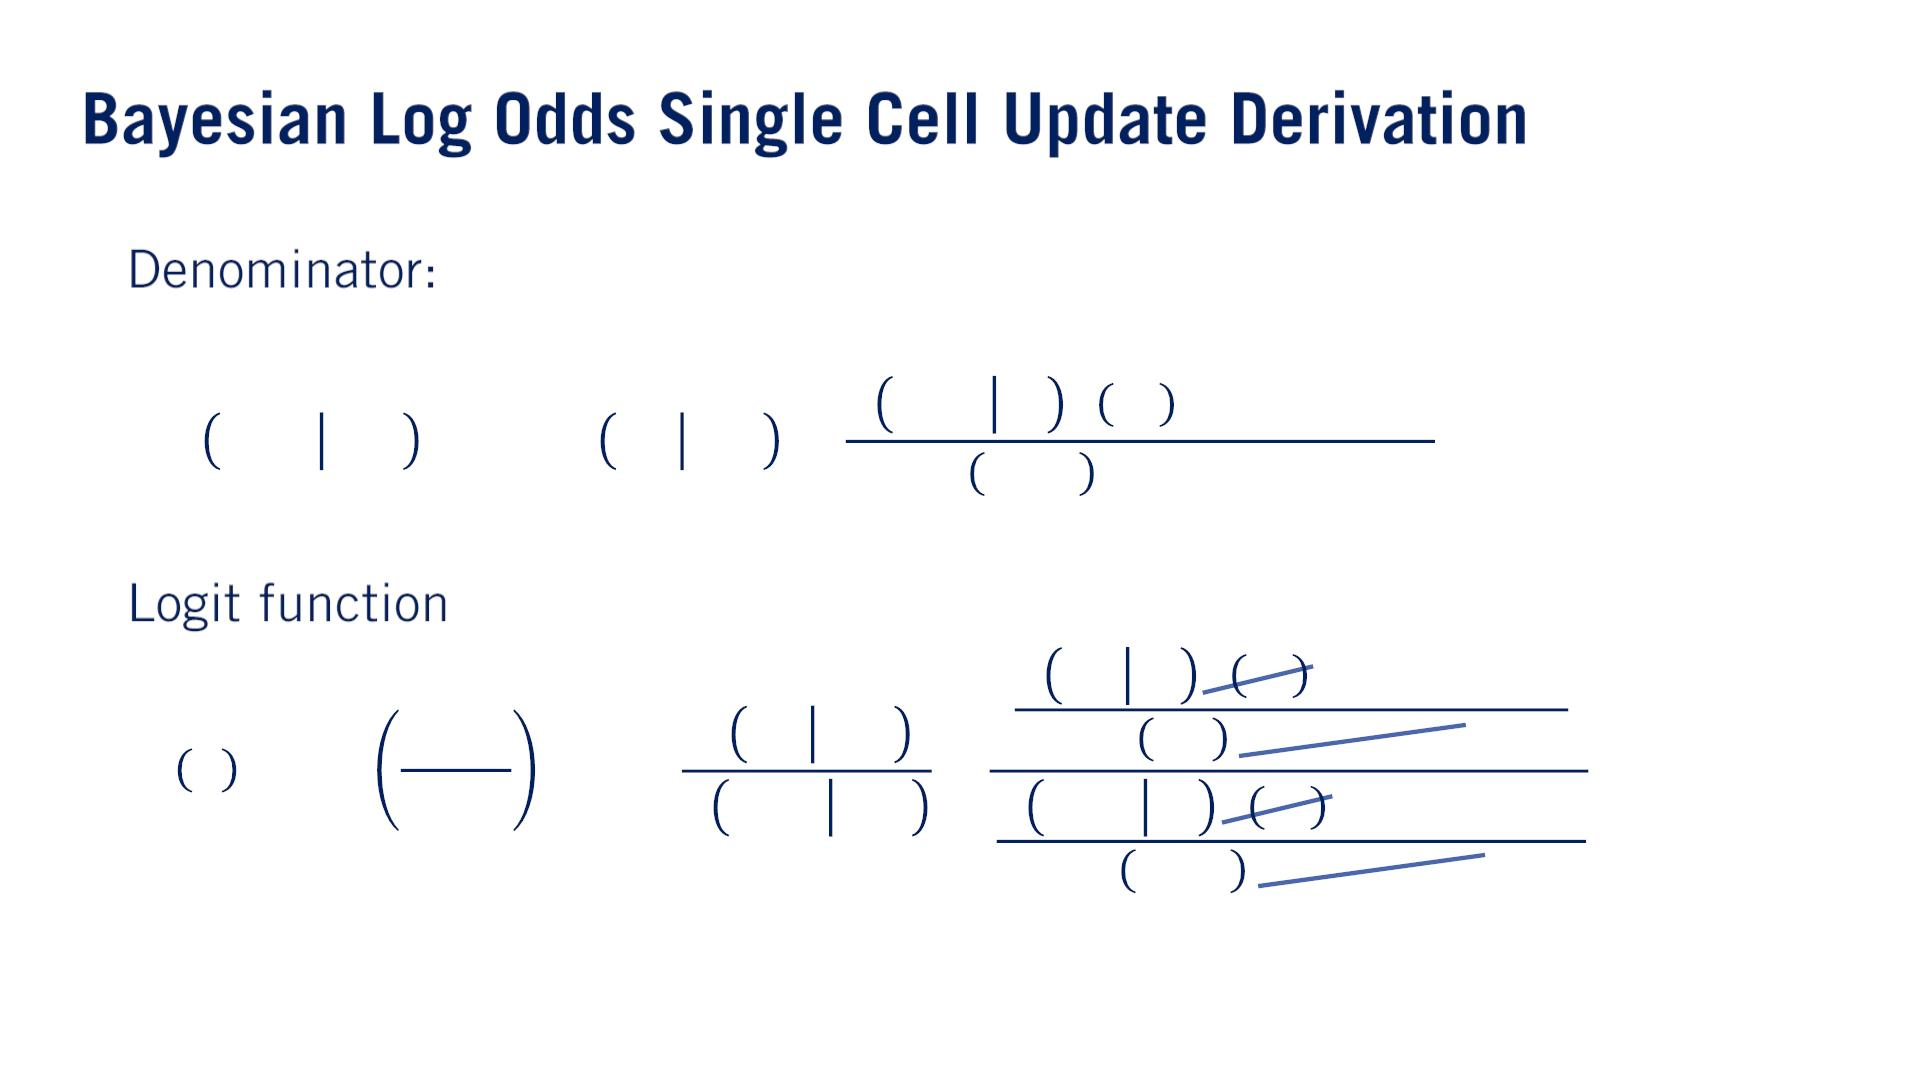 Bayesian Log Odds Single Cell Update Derivation
Denominator:
( | ) ( | ) ( | ) ( )
( )
Logit function
( ) ( ) ( | ) ( | ) ( )
( )
( | ) ( | ) ( )
( )